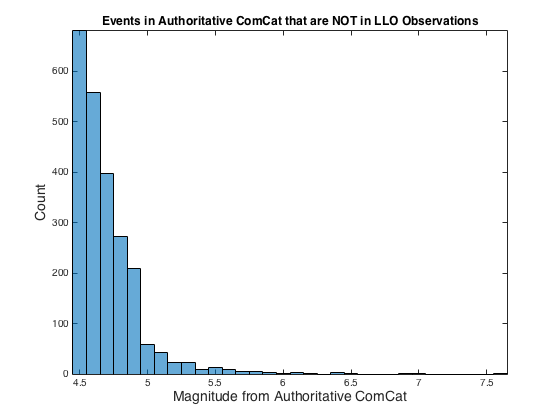 Events in Authoritative ComCat that are NOT in LLO Observations
600
500
400
300
200
100
0
Count
4.5 5 5.5 6 6.5 7 7.5
Magnitude from Authoritative ComCat